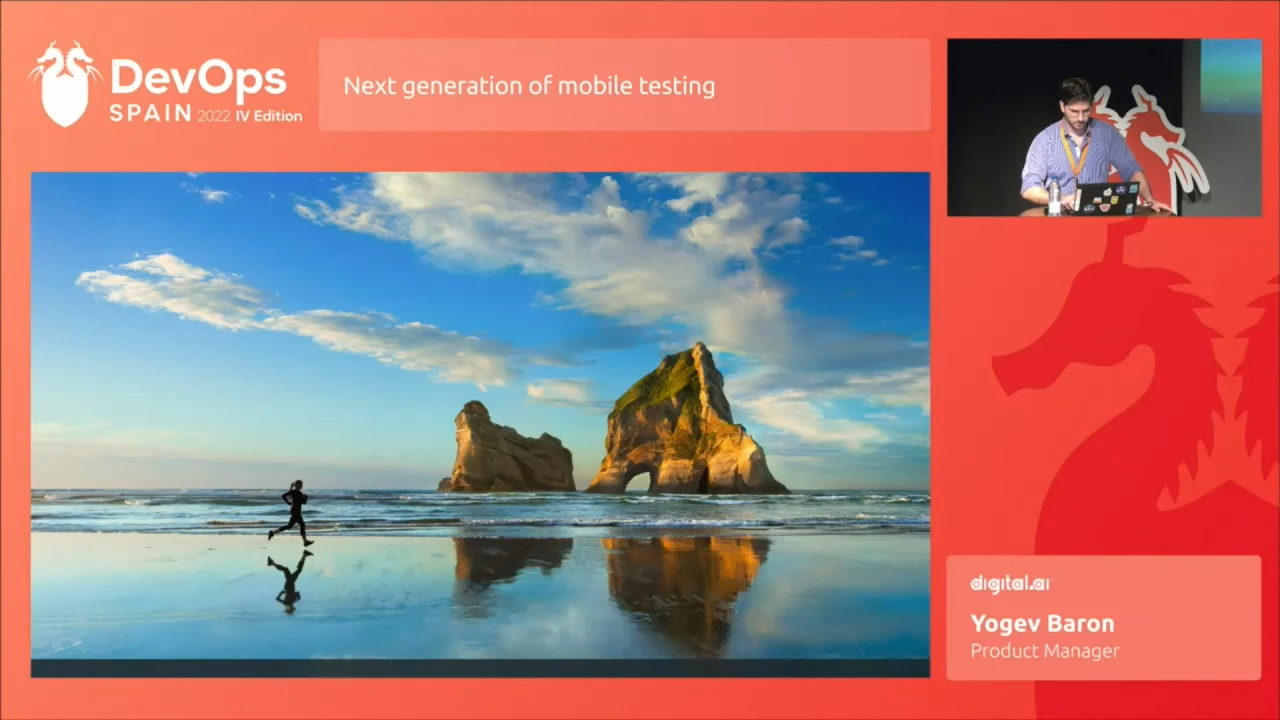 DevOps
SPAIN 2022 IV Edition
Next generation of mobile testing
digital.ai
Yogev Baron
Product Manager